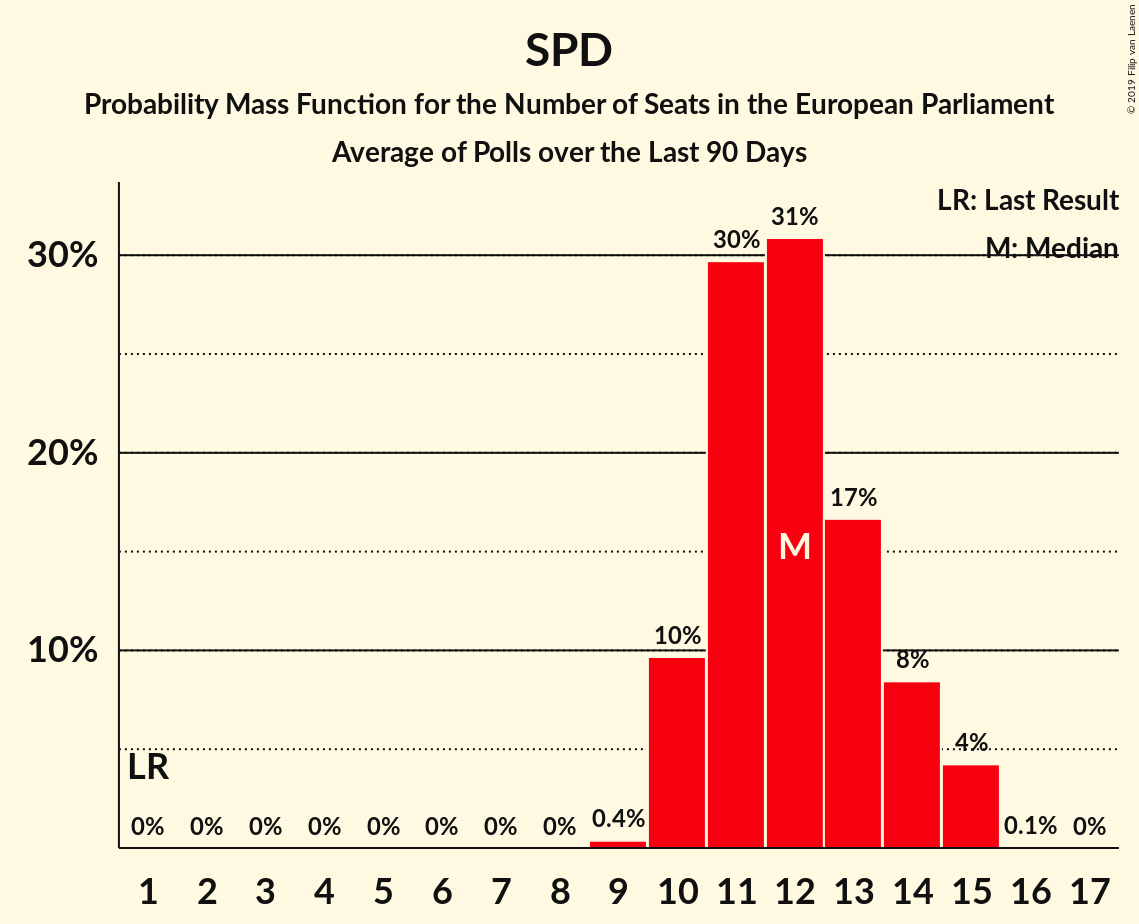 SPD
Probability Mass Function for the Number of Seats in the European Parliament
Average of Polls over the Last 90 Days
© 2019 Filip van Laenen
LR: Last Result
M: Median
30%
20%
10%
31%
30%
17%
M
10%
8%
4%
LR
0% 0% 0% 0% 0% 0% 0% 0% 0.4% 0.1% 0%
1 2 3 4 5 6 7 8 9 10 11 12 13 14 15 16 17